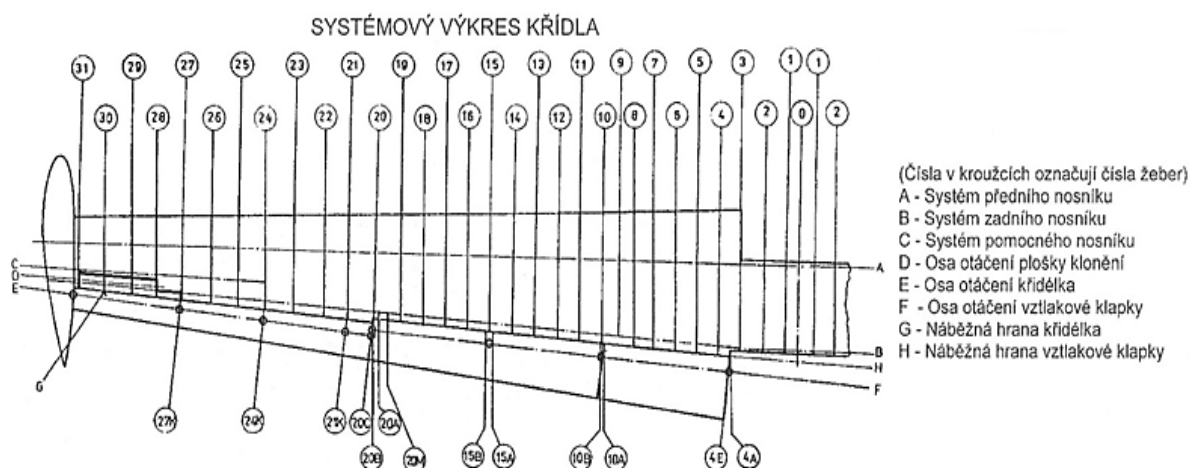 SYSTÉMOVÝ VÝKRES KŘÍDLA
31 29 27 25 23 21 19 17 15 13 11 9 7 5 3 1 1
30 28 26 24 22 20 18 16 14 12 10 8 6 4 2 0 2
(Čísla v kroužcích označují čísla žeber)
A - Systém předního nosníku
B - Systém zadního nosníku
C - Systém pomocného nosníku
D - Osa otáčení plošky klonění
E - Osa otáčení křidélka
F - Osa otáčení vztlakové klapky
G - Náběžná hrana křidélka
H - Náběžná hrana vztlakové klapky
C
D
E
A
B
H
F
G
27K 24K 21K 20C 20A
20B 20M 15B 15A 10B 10A 4E 4A